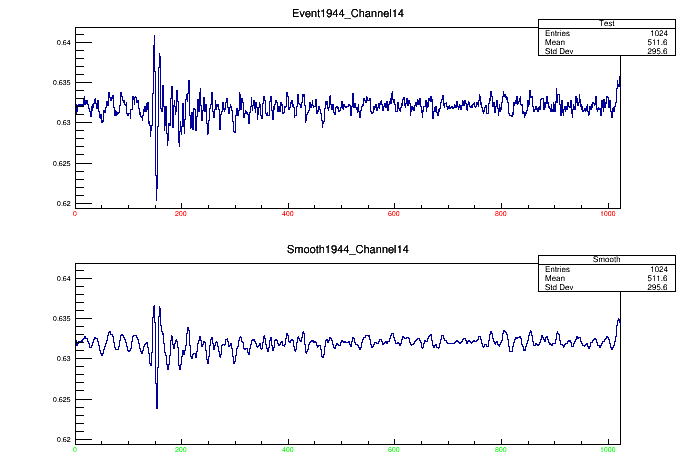 Event1944_Channel14
Test
Entries 1024
Mean 511.6
Std Dev 295.6
0.64
0.635
0.63
0.625
0.62
0 200 400 600 800 1000
Smooth1944_Channel14
Smooth
Entries 1024
Mean 511.6
Std Dev 295.6
0.64
0.635
0.63
0.625
0.62
0 200 400 600 800 1000